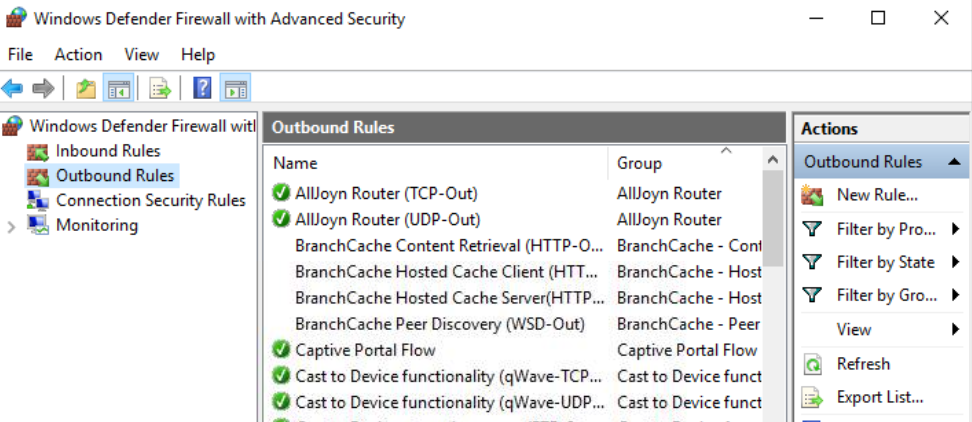 Windows Defender Firewall with Advanced Security
File Action View Help
Windows Defender Firewall witl
Inbound Rules
Outbound Rules
Connection Security Rules
Monitoring
Outbound Rules
Name Group
AllJoyn Router (TCP-Out) AllJoyn Router
AllJoyn Router (UDP-Out) AllJoyn Router
BranchCache Content Retrieval (HTTP-O... BranchCache - Cont
BranchCache Hosted Cache Client (HTT... BranchCache - Host
BranchCache Hosted Cache Server(HTTP... BranchCache - Host
BranchCache Peer Discovery (WSD-Out) BranchCache - Peer
Captive Portal Flow Captive Portal Flow
Cast to Device functionality (qWave-TCP... Cast to Device funct
Cast to Device functionality (qWave-UDP... Cast to Device funct
Actions
Outbound Rules
New Rule...
Filter by Pro...
Filter by State
Filter by Gro...
View
Refresh
Export List...